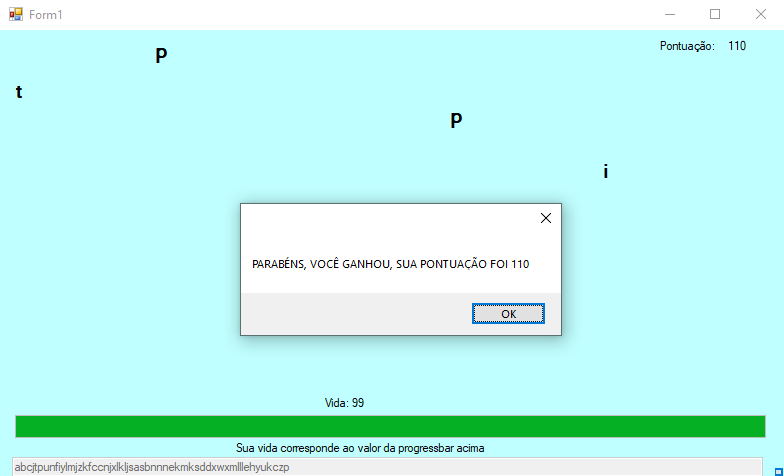 Form1
Pontuação: 110
p
t
p
i
PARABÉNS, VOCÊ GANHOU, SUA PONTUAÇÃO FOI 110
OK
Vida: 99
Sua vida corresponde ao valor da progressbar acima
abcjtpunfiylmjzkfccnjxlkljsasbnnnekmksddxwxmlllehyukczp